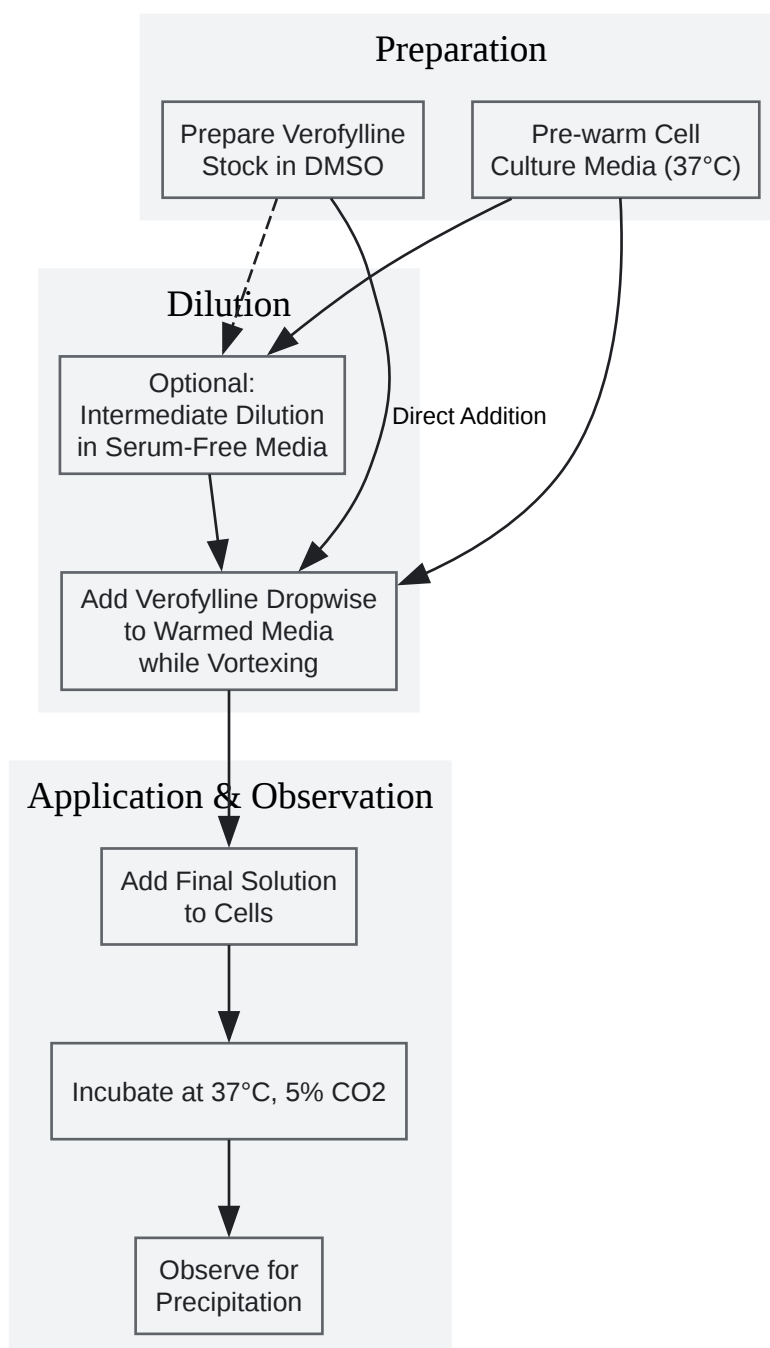 Preparation
Prepare Verofylline
Stock in DMSO
Pre-warm Cell
Culture Media (37°C)
Dilution
Optional:
Intermediate Dilution
in Serum-Free Media
Direct Addition
Add Verofylline Dropwise
to Warmed Media
while Vortexing
Application & Observation
Add Final Solution
to Cells
Incubate at 37°C, 5% CO2
Observe for
Precipitation